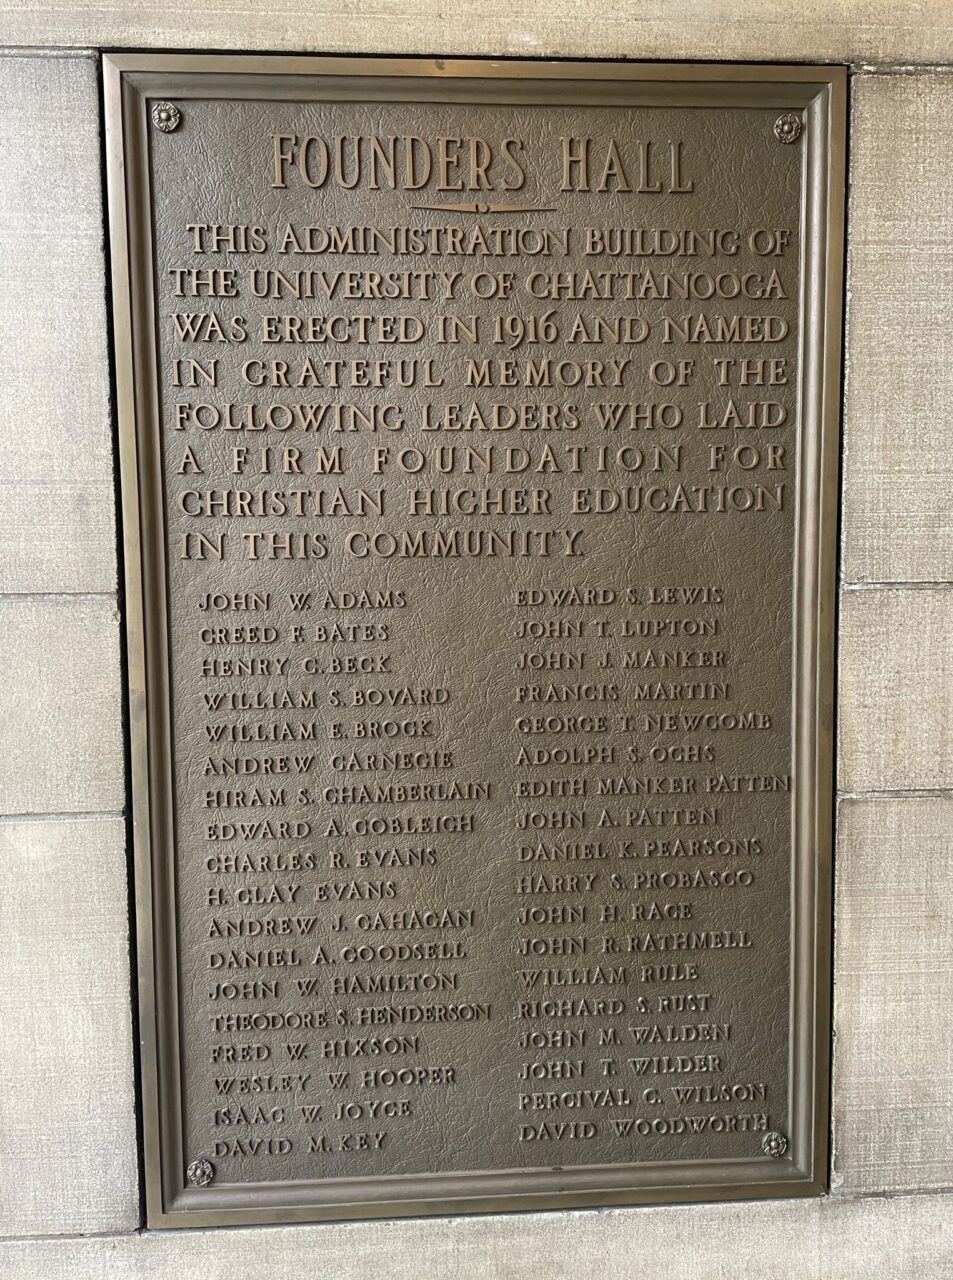 FOUNDERS HALL
THIS ADMINISTRATION BUILDING OF
THE UNIVERSITY OF CHATTANOOGA
WAS ERECTED IN 1916 AND NAMED
IN GRATEFUL MEMORY OF THE
FOLLOWING LEADERS WHO LAID
A FIRM FOUNDATION FOR
CHRISTIAN HIGHER EDUCATION
IN THIS COMMUNITY.
JOHN W. ADAMS
CREED F. BATES
HENRY C. BECK
WILLIAM S. BOVARD
WILLIAM E. BROCK
ANDREW CARNEGIE
HIRAM S. CHAMBERLAIN
EDWARD A. COBLEIGH
CHARLES R. EVANS
H. CLAY EVANS
ANDREW J. GAHAGAN
DANIEL A. GOODSELL
JOHN W. HAMILTON
THEODORE S. HENDERSON
FRED W. HIXSON
WESLEY W. HOOPER
ISAAC W. JOYCE
DAVID M. KEY
EDWARD S. LEWIS
JOHN T. LUPTON
JOHN J. MANKER
FRANCIS MARTIN
GEORGE T. NEWCOMB
ADOLPH S. OCHS
EDITH MANKER PATTEN
JOHN A. PATTEN
DANIEL K. PEARSONS
HARRY S. PROBASCO
JOHN H. RACE
JOHN R. RATHMELL
WILLIAM RULE
RICHARD S. RUST
JOHN M. WALDEN
JOHN T. WILDER
PERCIVAL C. WILSON
DAVID WOODWORTH